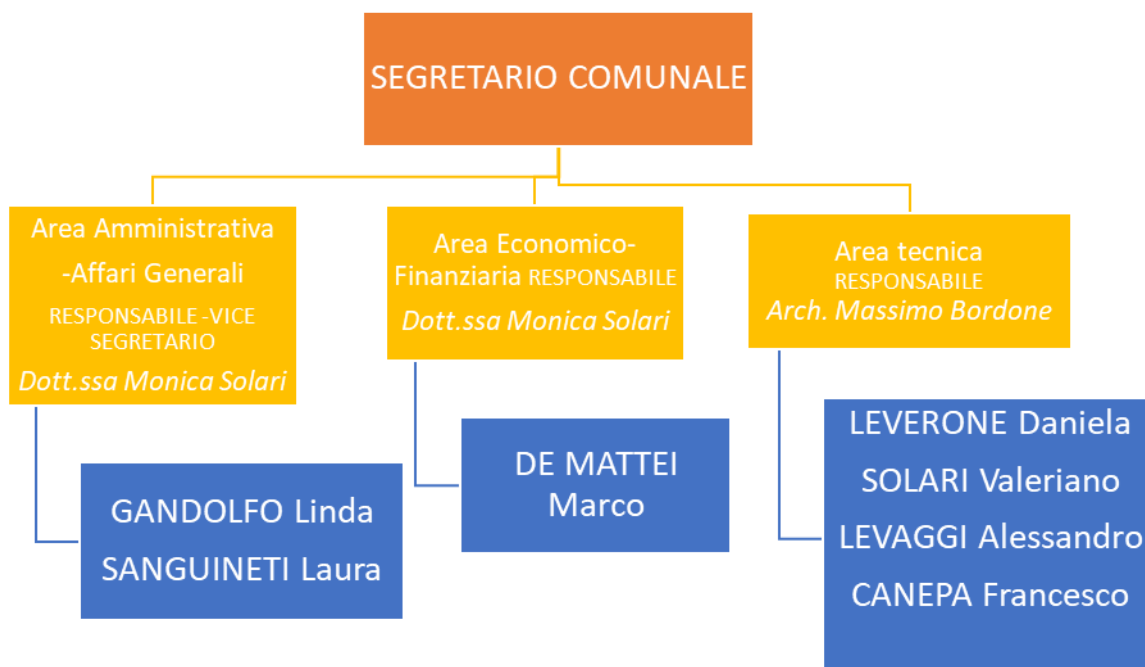 SEGRETARIO COMUNALE
Area Amministrativa
-Affari Generali
RESPONSABILE -VICE
SEGRETARIO
Dott.ssa Monica Solari
Area Economico-
Finanziaria RESPONSABILE
Dott.ssa Monica Solari
Area tecnica
RESPONSABILE
Arch. Massimo Bordone
GANDOLFO Linda
SANGUINETI Laura
DE MATTEI
Marco
LEVERONE Daniela
SOLARI Valeriano
LEVAGGI Alessandro
CANEPA Francesco